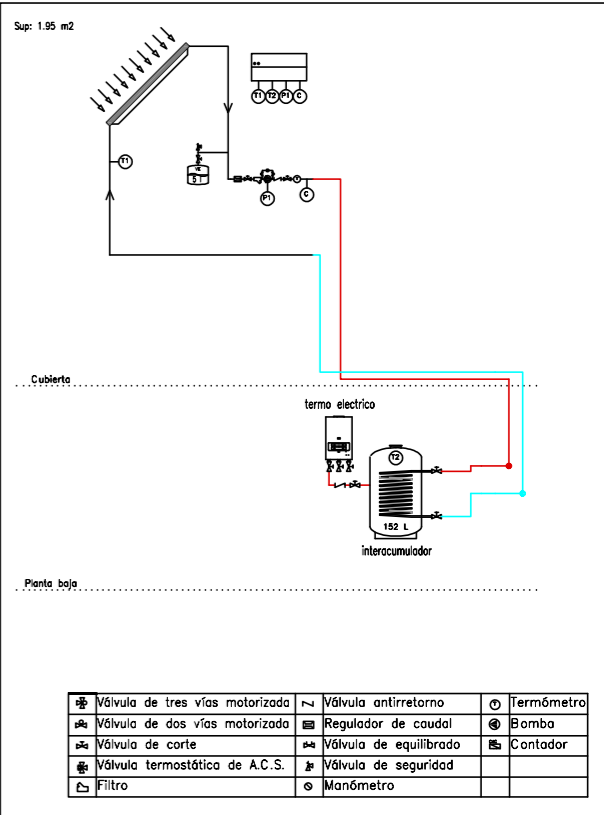 Sup: 1.95 m2
T1 T2 P1 C
T1
VE
5 l
P1
C
Cubierta
termo electrico
T2
152 L
interacumulador
Planta baja
Válvula de tres vías motorizada
Válvula antirretorno
Termómetro
Válvula de dos vías motorizada
Regulador de caudal
Bomba
Válvula de corte
Válvula de equilibrado
Contador
Válvula termostática de A.C.S.
Válvula de seguridad
Filtro
Manómetro